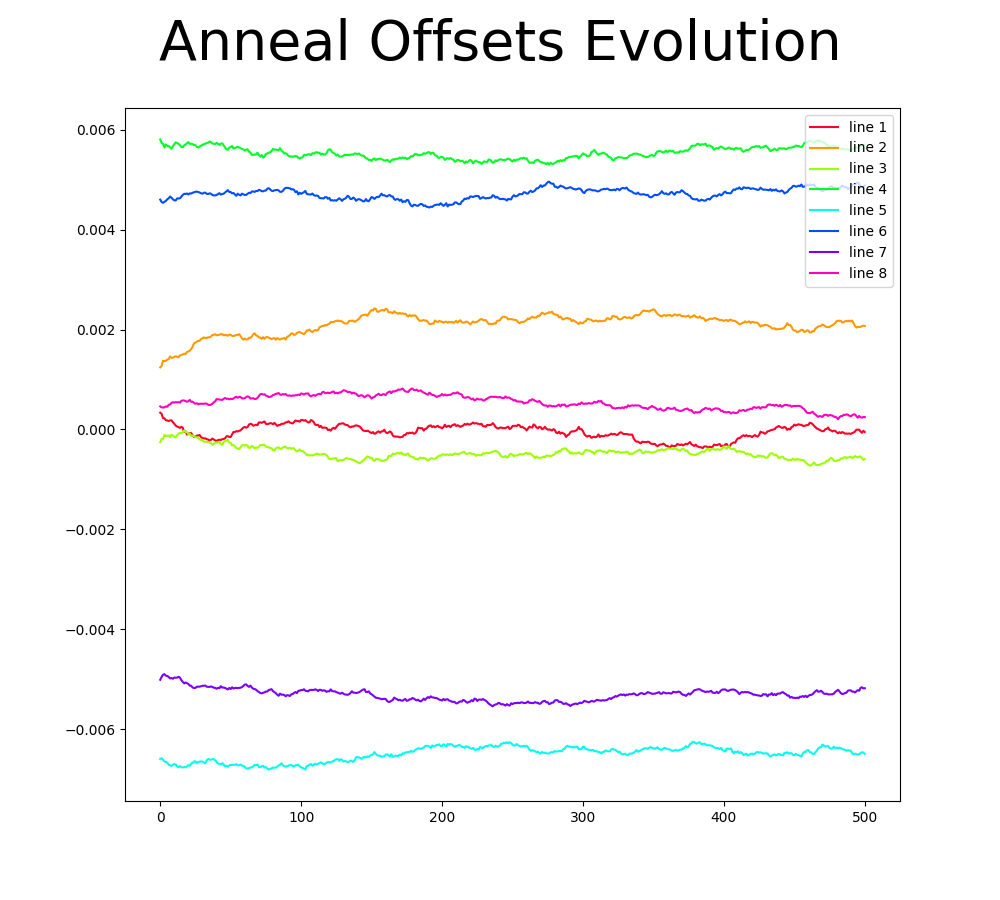 Anneal Offsets Evolution
0.006
0.004
0.002
0.000
−0.002
−0.004
−0.006
0 100 200 300 400 500
line 1
line 2
line 3
line 4
line 5
line 6
line 7
line 8